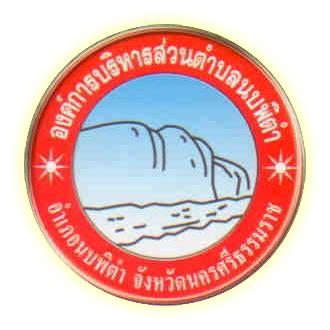 องค์การบริหารส่วนตำบลนบพิตำ
อำเภอนบพิตำ จังหวัดนครศรีธรรมราช